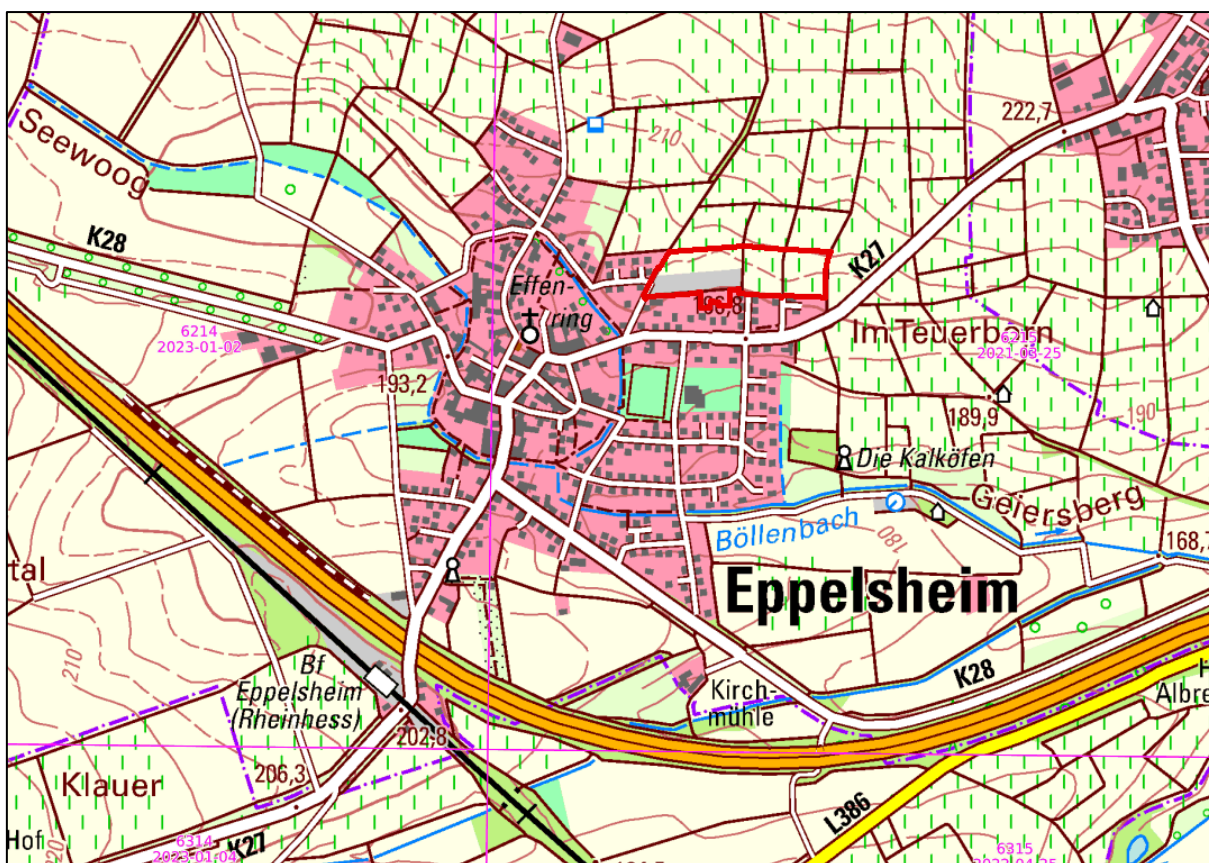 Seewoog
K28
6214
2023-01-02
193,2
Effen-
ring
210
222,7
K27
196,8
Im Teuerborn
6215
2021-03-25
189,9
190
Die Kalköfen
Geiersberg
Böllenbach
180
168,7
Eppelsheim
tal
210
Bf
Eppelsheim
(Rheinhess)
202,8
206,3
Klauer
Hof
K27
6314
2023-01-04
Kirch-
mühle
K28
Albre
L386
6315